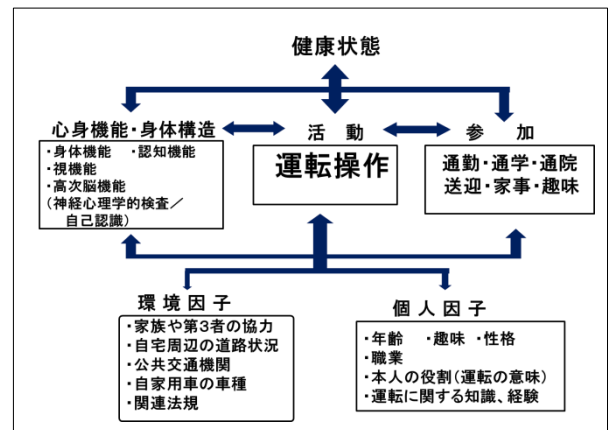 健康状態
心身機能・身体構造
・身体機能　・認知機能
・視機能
・高次脳機能
(神経心理学的検査／
自己認識)
活　動
運転操作
参　加
通勤・通学・通院
送迎・家事・趣味
環境因子
・家族や第3者の協力
・自宅周辺の道路状況
・公共交通機関
・自家用車の車種
・関連法規
個人因子
・年齢　・趣味　・性格
・職業
・本人の役割(運転の意味)
・運転に関する知識、経験